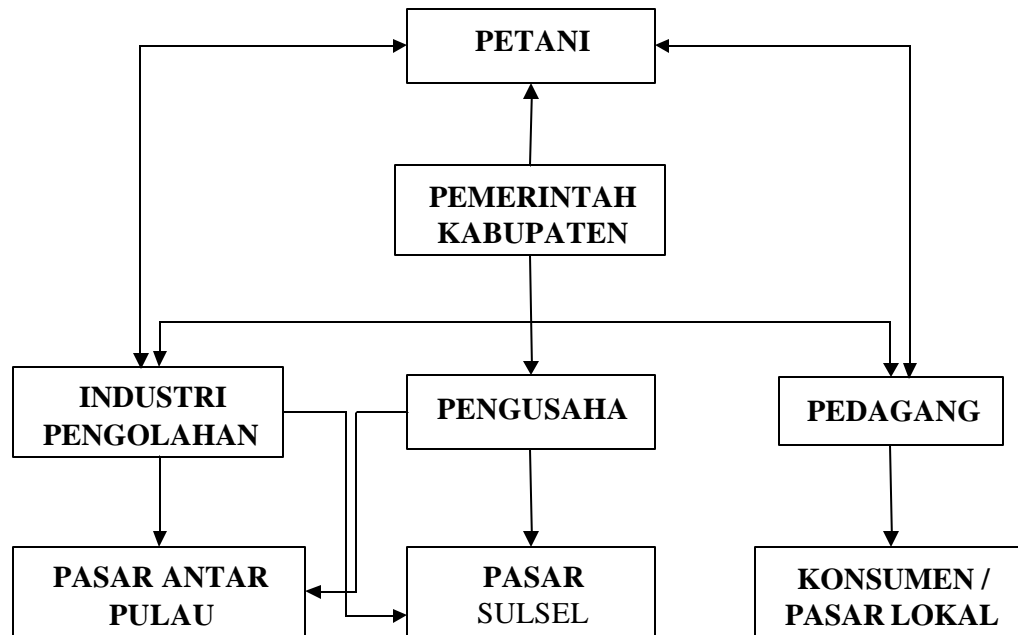 PETANI
PEMERINTAH
KABUPATEN
INDUSTRI
PENGOLAHAN
PENGUSAHA
PEDAGANG
PASAR ANTAR
PULAU
PASAR
SULSEL
KONSUMEN /
PASAR LOKAL